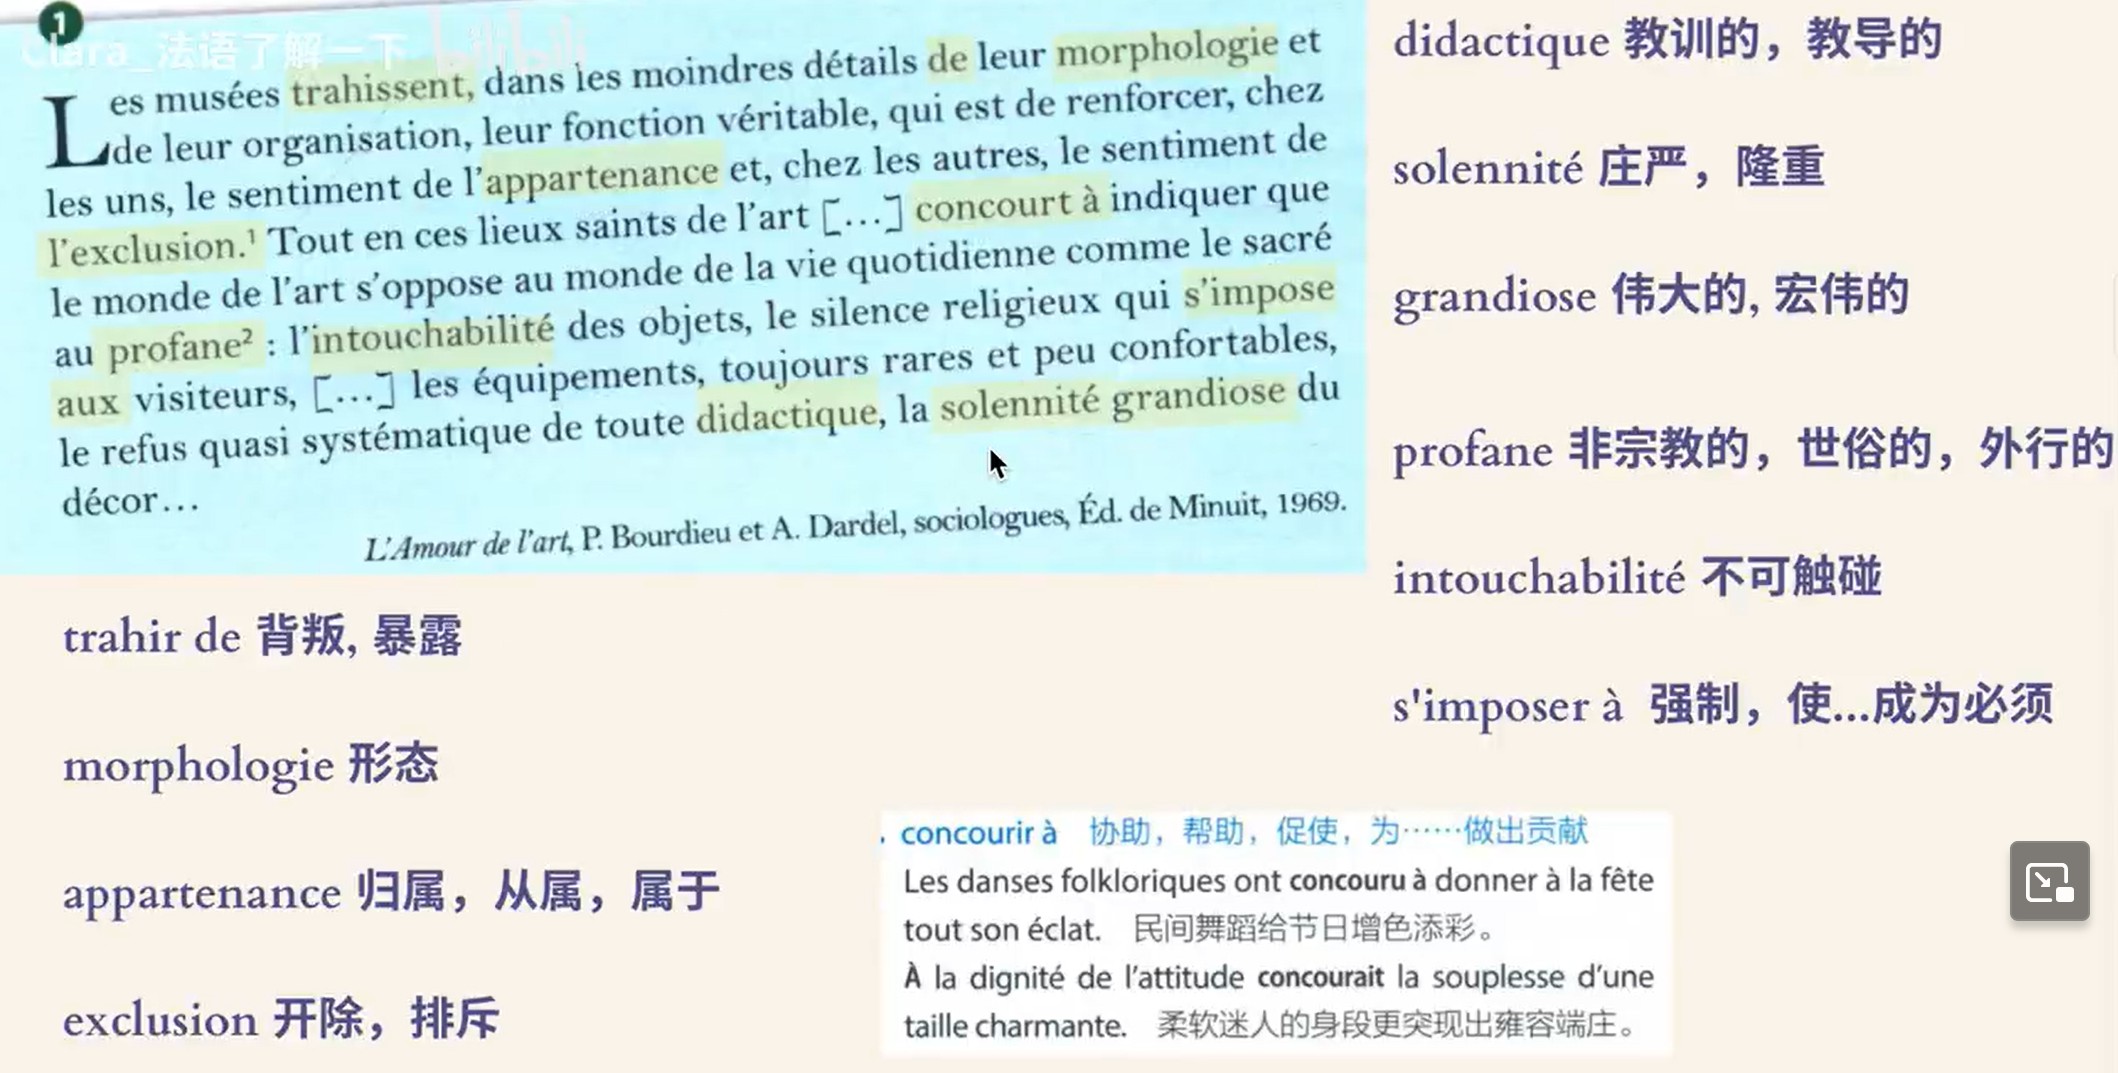 1
Clara_法语了解一下 bilibili
Les musées trahissent, dans les moindres détails de leur morphologie et
de leur organisation, leur fonction véritable, qui est de renforcer, chez
les uns, le sentiment de l'appartenance et, chez les autres, le sentiment de
l'exclusion.¹ Tout en ces lieux saints de l'art [...] concourt à indiquer que
le monde de l'art s'oppose au monde de la vie quotidienne comme le sacré
au profane² : l'intouchabilité des objets, le silence religieux qui s'impose
aux visiteurs, [...] les équipements, toujours rares et peu confortables,
le refus quasi systématique de toute didactique, la solennité grandiose du
décor...
L'Amour de l'art, P. Bourdieu et A. Dardel, sociologues, Éd. de Minuit, 1969.
trahir de 背叛, 暴露
morphologie 形态
appartenance 归属，从属，属于
exclusion 开除，排斥
didactique 教训的，教导的
solennité 庄严，隆重
grandiose 伟大的, 宏伟的
profane 非宗教的，世俗的，外行的
intouchabilité 不可触碰
s'imposer à 强制，使...成为必须
. concourir à 协助，帮助，促使，为……做出贡献
Les danses folkloriques ont concouru à donner à la fête
tout son éclat. 民间舞蹈给节日增色添彩。
À la dignité de l'attitude concourait la souplesse d'une
taille charmante. 柔软迷人的身段更突现出雍容端庄。